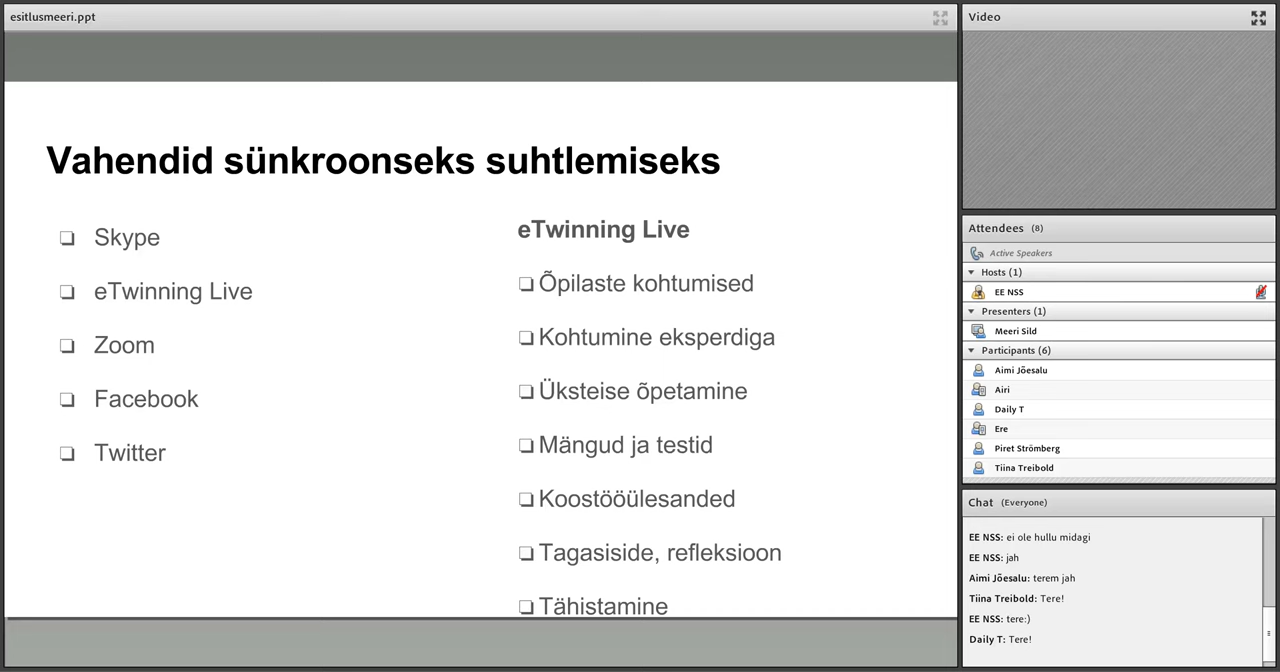 esitlusmeeri.ppt
Vahendid sünkroonseks suhtlemiseks
❏ Skype
❏ eTwinning Live
❏ Zoom
❏ Facebook
❏ Twitter
eTwinning Live
❏ Õpilaste kohtumised
❏ Kohtumine eksperdiga
❏ Üksteise õpetamine
❏ Mängud ja testid
❏ Koostööülesanded
❏ Tagasiside, refleksioon
❏ Tähistamine
Video
Attendees (8)
Active Speakers
Hosts (1)
EE NSS
Presenters (1)
Meeri Sild
Participants (6)
Aimi Jõesalu
Airi
Daily T
Ere
Piret Strömberg
Tiina Treibold
Chat (Everyone)
EE NSS: ei ole hullu midagi
EE NSS: jah
Aimi Jõesalu: terem jah
Tiina Treibold: Tere!
EE NSS: tere:)
Daily T: Tere!